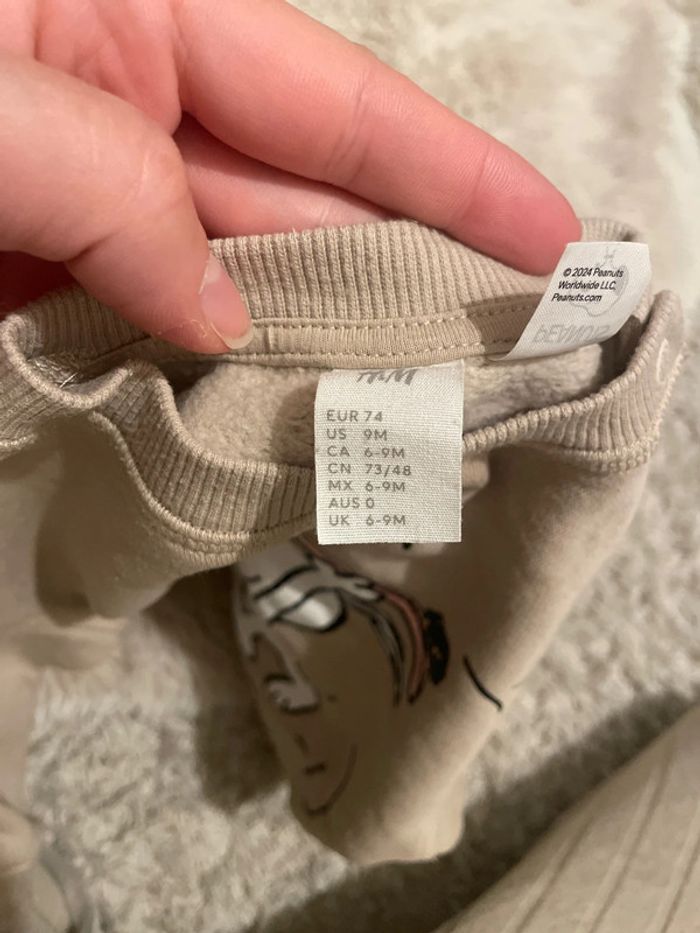 © 2024 Peanuts
Worldwide LLC.
Peanuts.com
H&M
EUR 74
US 9M
CA 6-9M
CN 73/48
MX 6-9M
AUS 0
UK 6-9M